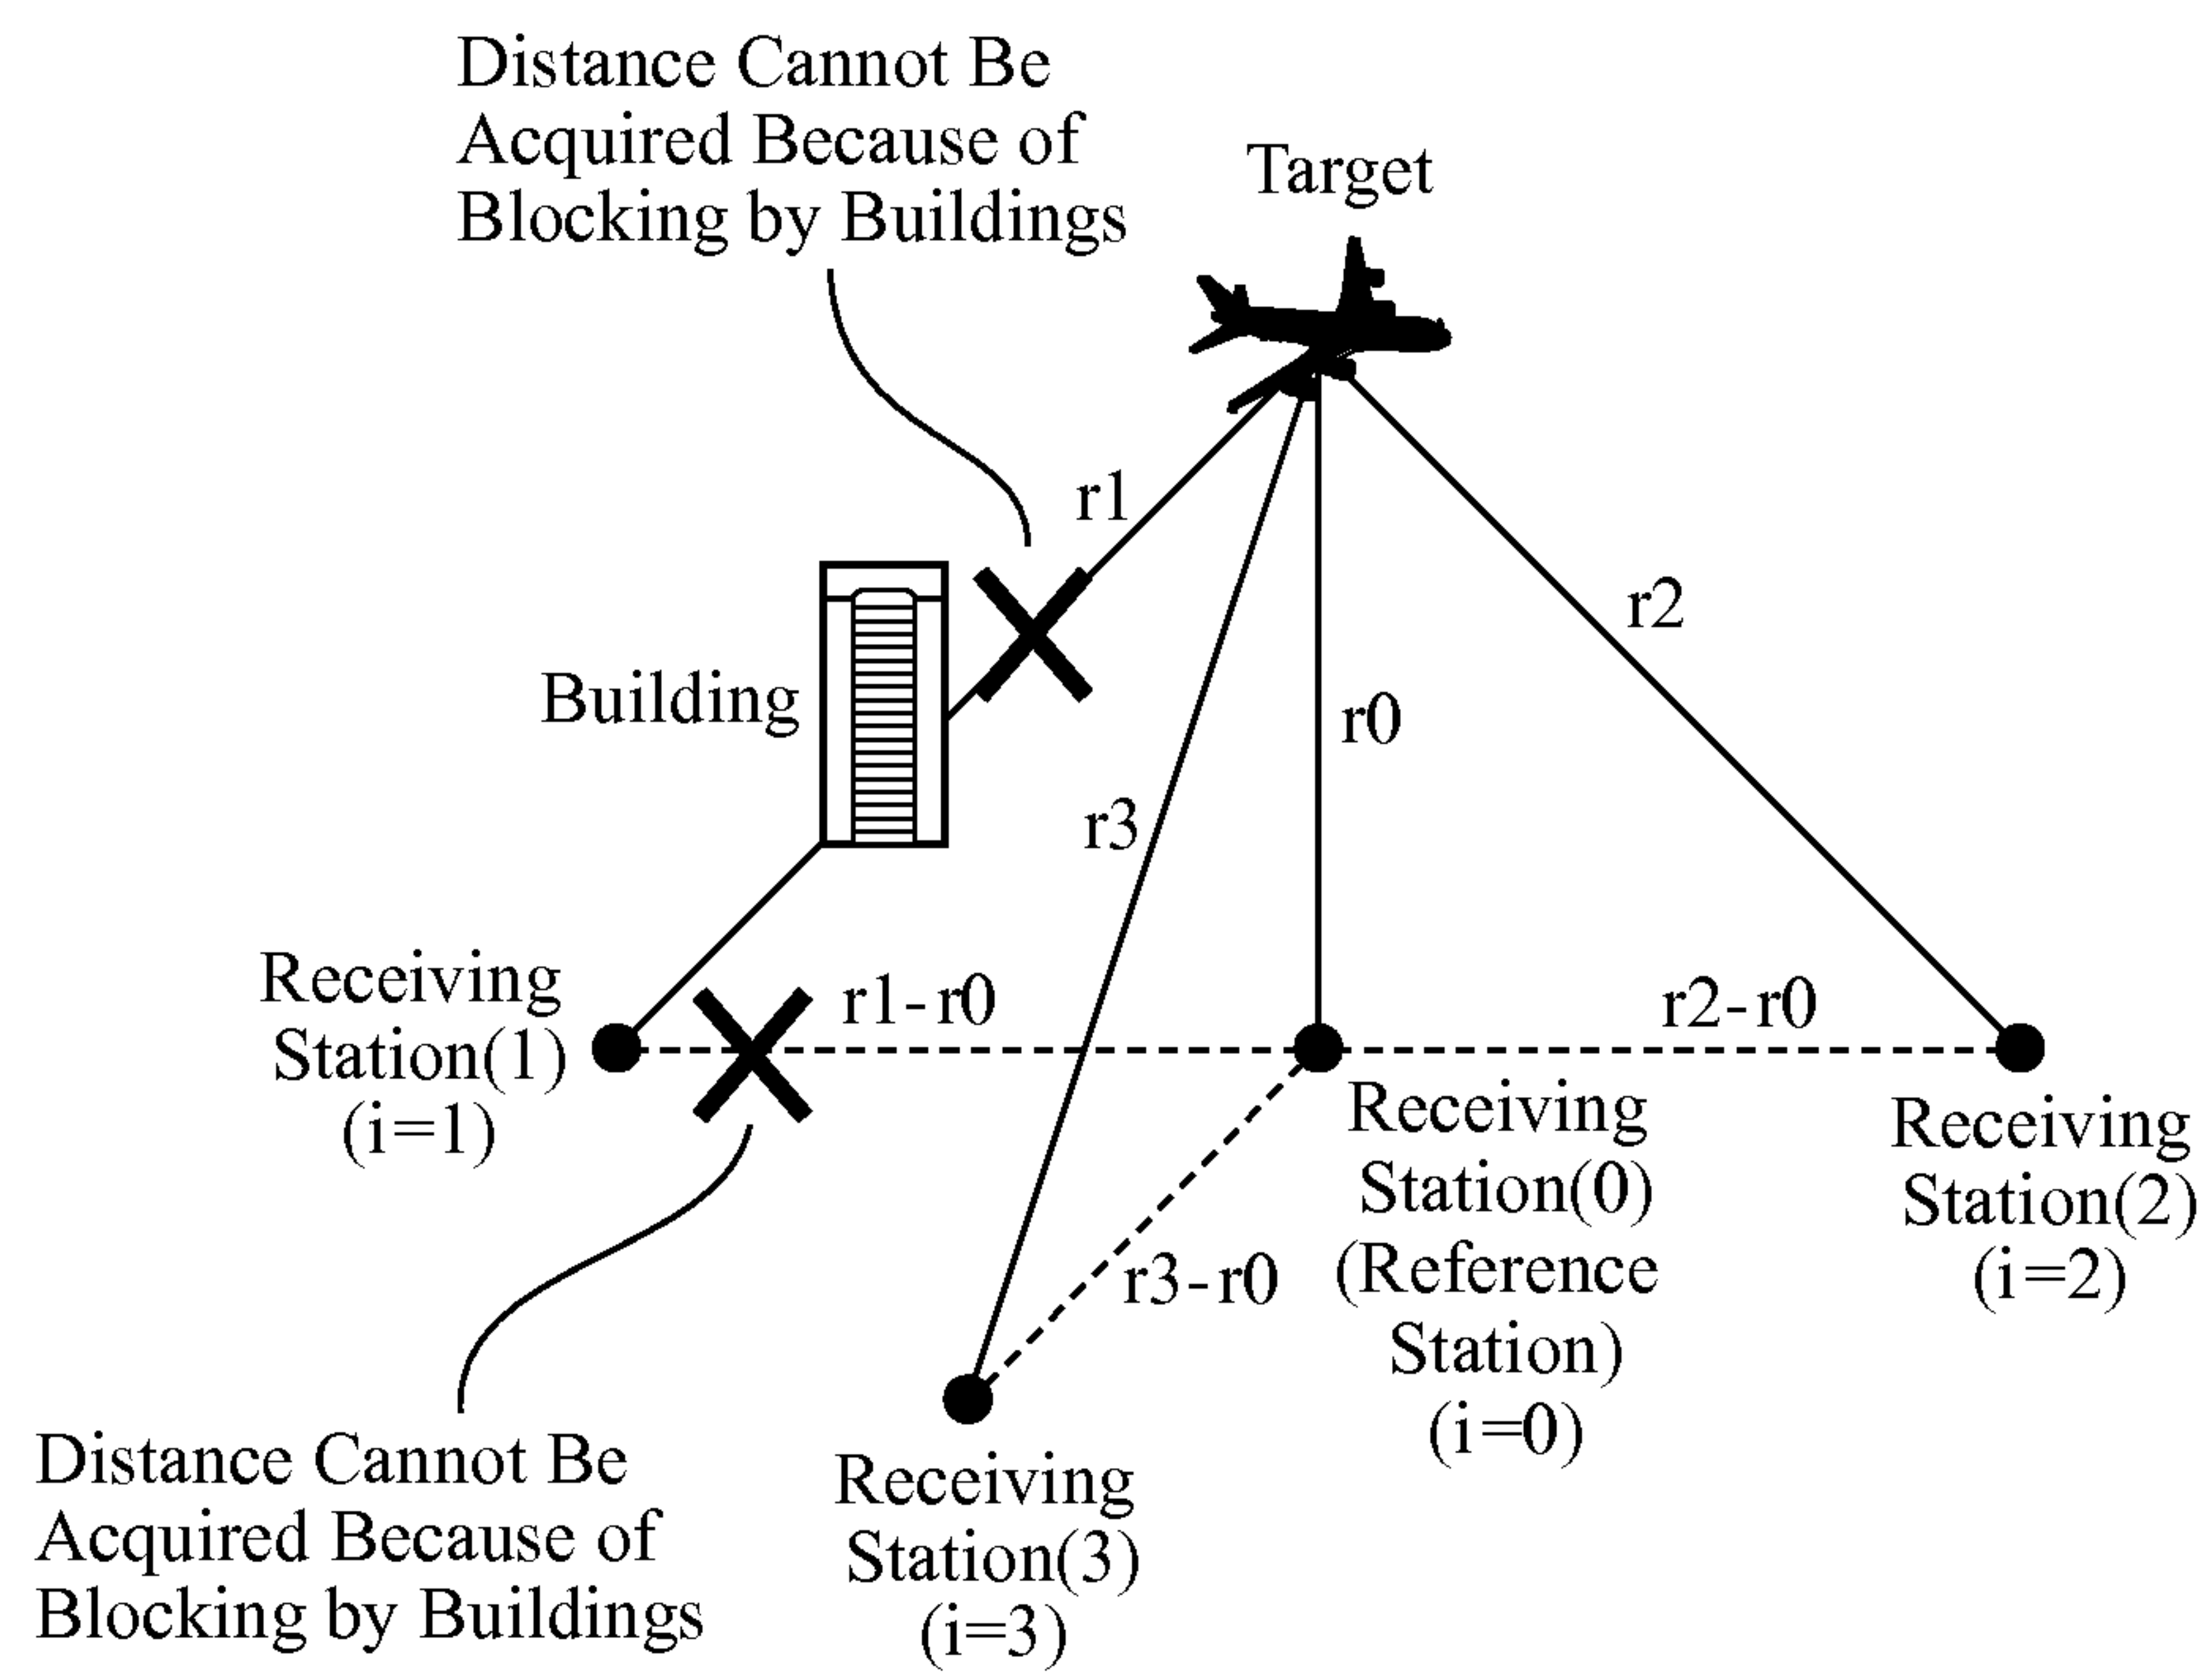 Distance Cannot Be
Acquired Because of
Blocking by Buildings
Target
r1
r2
Building
r0
r3
Receiving
Station(1)
(i=1)
r1-r0
r2-r0
Receiving
Station(0)
(Reference
Station)
(i=0)
Receiving
Station(2)
(i=2)
r3-r0
Distance Cannot Be
Acquired Because of
Blocking by Buildings
Receiving
Station(3)
(i=3)